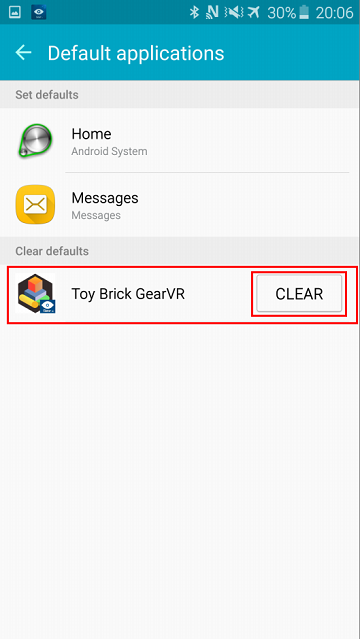 30% 20:06
Default applications
Set defaults
Home
Android System
Messages
Messages
Clear defaults
Toy Brick GearVR
CLEAR